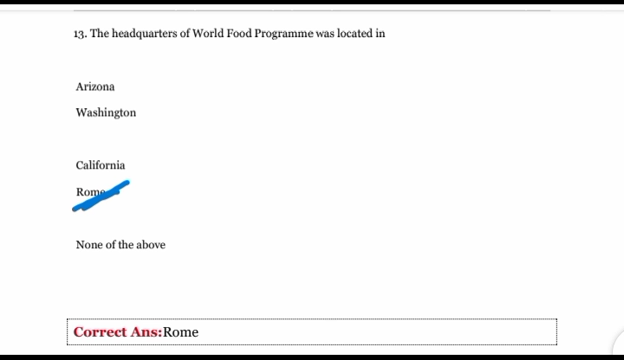 13. The headquarters of World Food Programme was located in
Arizona
Washington
California
Rome
None of the above
Correct Ans:Rome